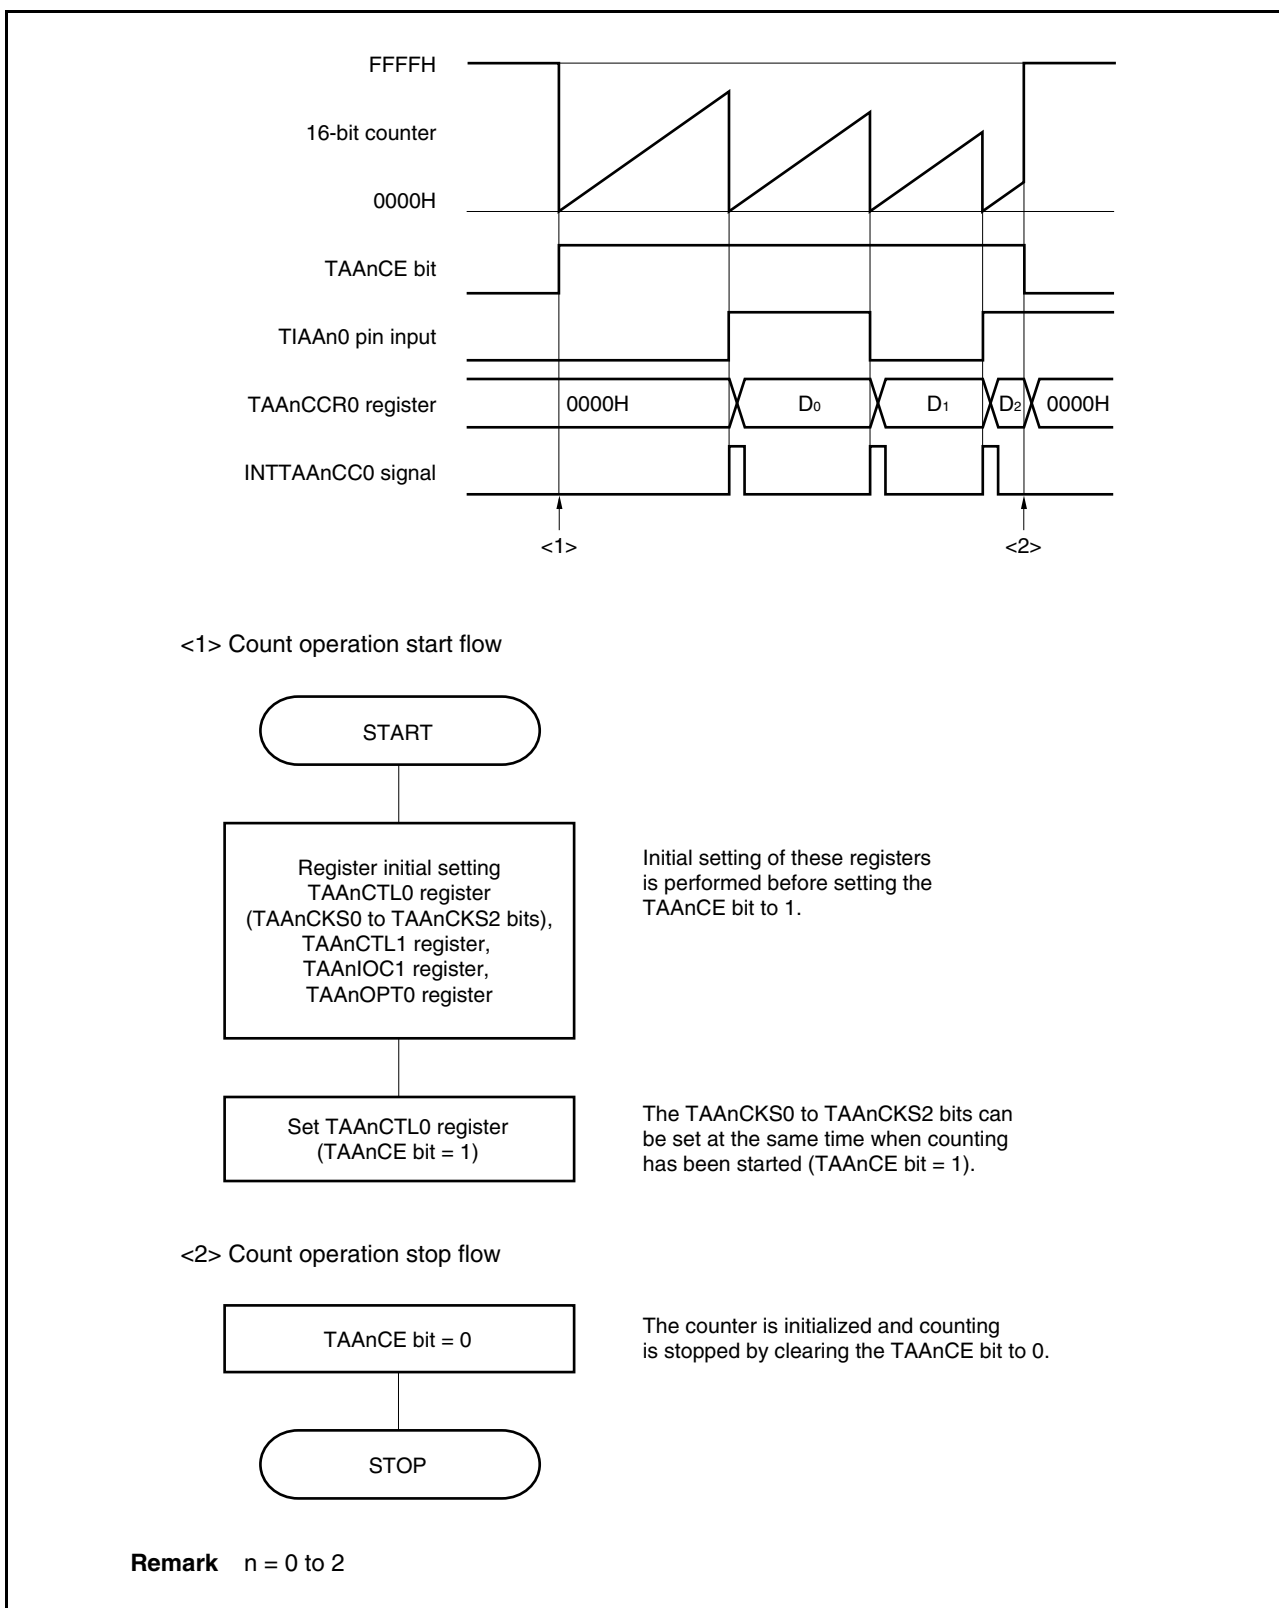 FFFFH
16-bit counter
0000H
TAAnCE bit
TIAAn0 pin input
TAAnCCR0 register
0000H D0 D1 D2 0000H
INTTAAnCC0 signal
<1> <2>
<1> Count operation start flow
START
Register initial setting
TAAnCTL0 register
(TAAnCKS0 to TAAnCKS2 bits),
TAAnCTL1 register,
TAAnIOC1 register,
TAAnOPT0 register
Initial setting of these registers
is performed before setting the
TAAnCE bit to 1.
Set TAAnCTL0 register
(TAAnCE bit = 1)
The TAAnCKS0 to TAAnCKS2 bits can
be set at the same time when counting
has been started (TAAnCE bit = 1).
<2> Count operation stop flow
TAAnCE bit = 0
The counter is initialized and counting
is stopped by clearing the TAAnCE bit to 0.
STOP
Remark n = 0 to 2